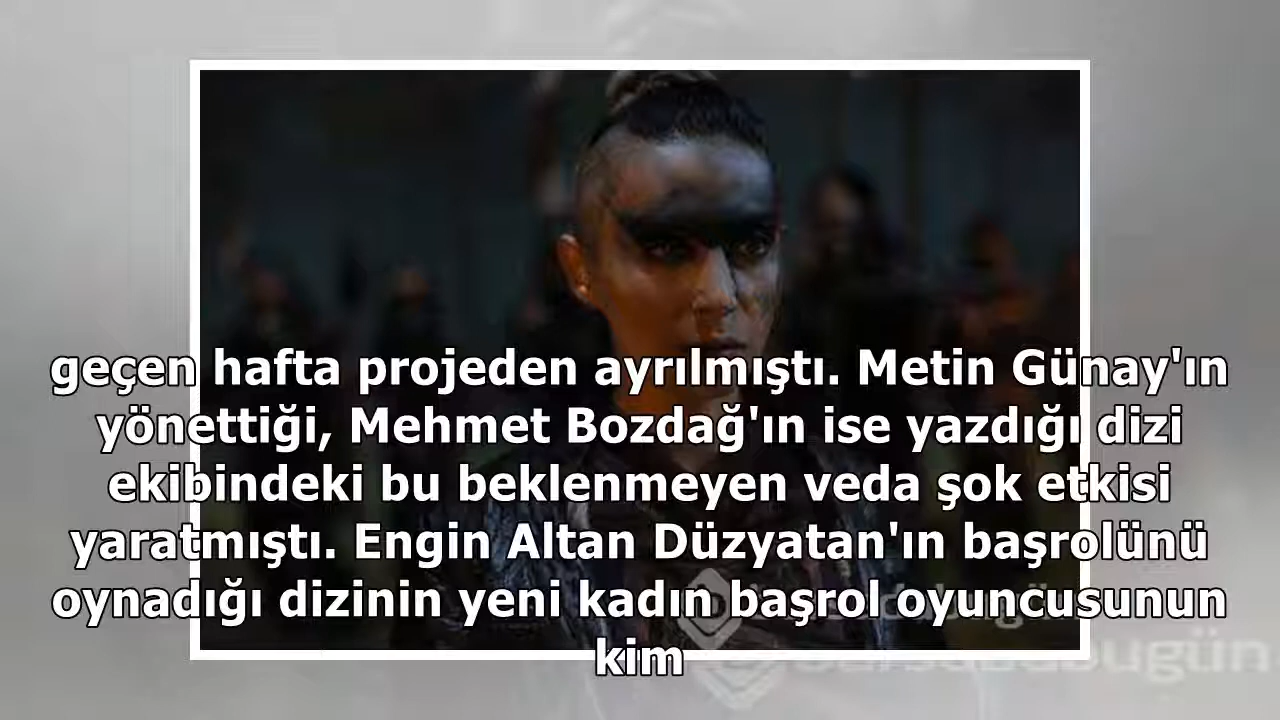 geçen hafta projeden ayrılmıştı. Metin Günay'ın
yönettiği, Mehmet Bozdağ'ın ise yazdığı dizi
ekibindeki bu beklenmeyen veda şok etkisi
yaratmıştı. Engin Altan Düzyatan'ın başrolünü
oynadığı dizinin yeni kadın başrol oyuncusunun
kim